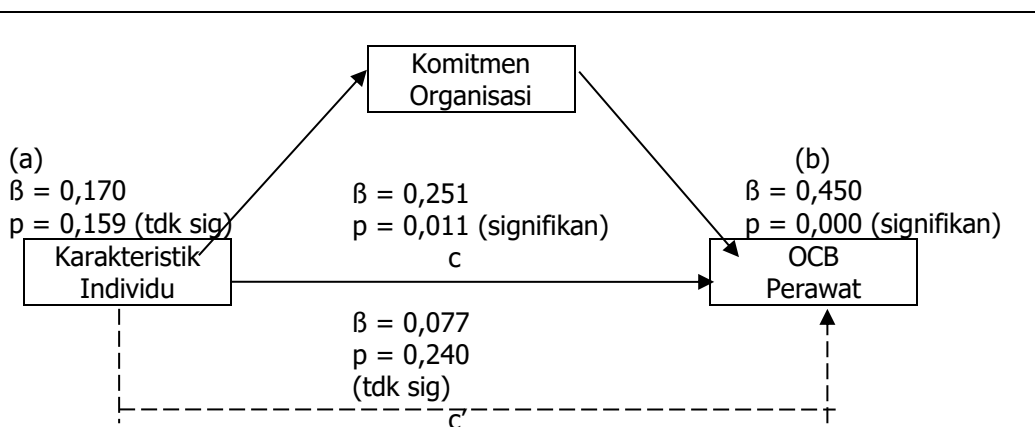 Komitmen
Organisasi
(a)
ß = 0,170
p = 0,159 (tdk sig)
ß = 0,251
p = 0,011 (signifikan)
c
(b)
ß = 0,450
p = 0,000 (signifikan)
Karakteristik
Individu
OCB
Perawat
ß = 0,077
p = 0,240
(tdk sig)
c’